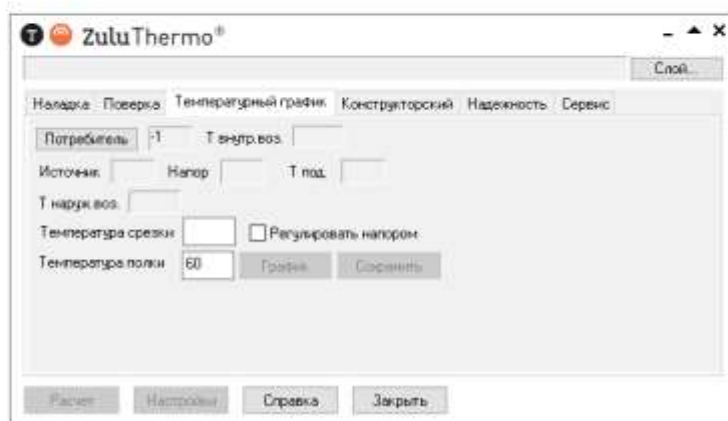 ZuluThermo®
Слой...
Наладка Поверка Температурный график Конструкторский Надежность Сервис
Потребитель -1 Т внутр.воз.
Источник Напор Т под.
Т наруж.воз.
Температура срезки Регулировать напором
Температура полки 60 График Сохранить
Расчет Настройки Справка Закрыть